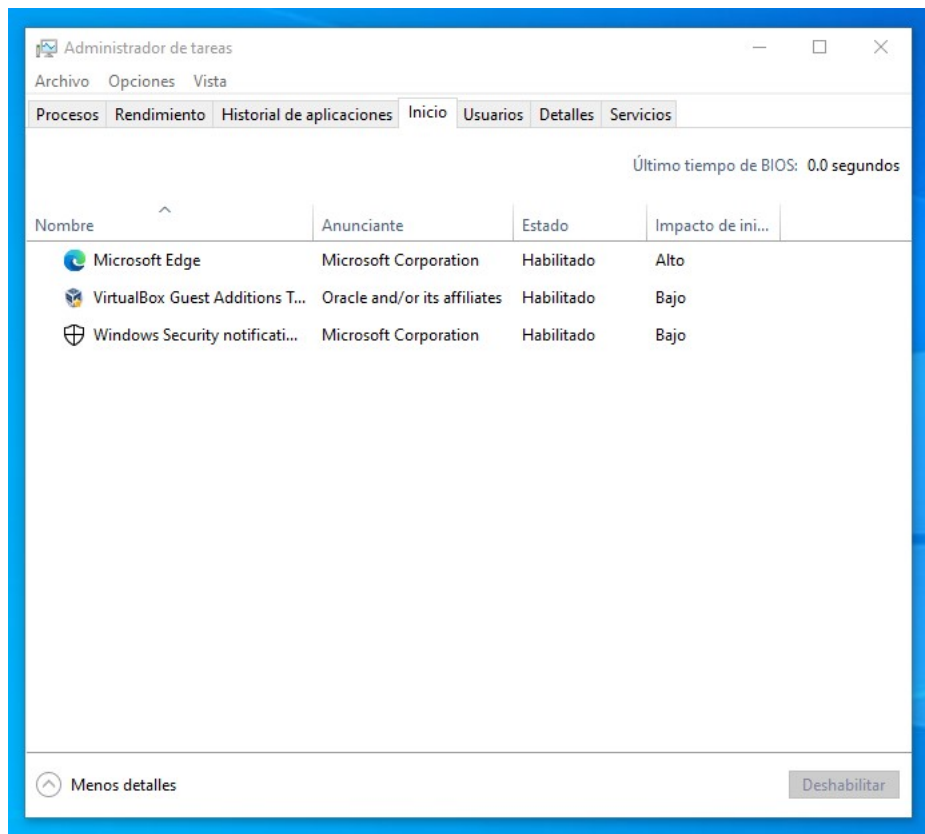 Administrador de tareas
Archivo Opciones Vista
Procesos Rendimiento Historial de aplicaciones Inicio Usuarios Detalles Servicios
Último tiempo de BIOS: 0.0 segundos
Nombre Anunciante Estado Impacto de ini...
Microsoft Edge Microsoft Corporation Habilitado Alto
VirtualBox Guest Additions T... Oracle and/or its affiliates Habilitado Bajo
Windows Security notificati... Microsoft Corporation Habilitado Bajo
Menos detalles Deshabilitar